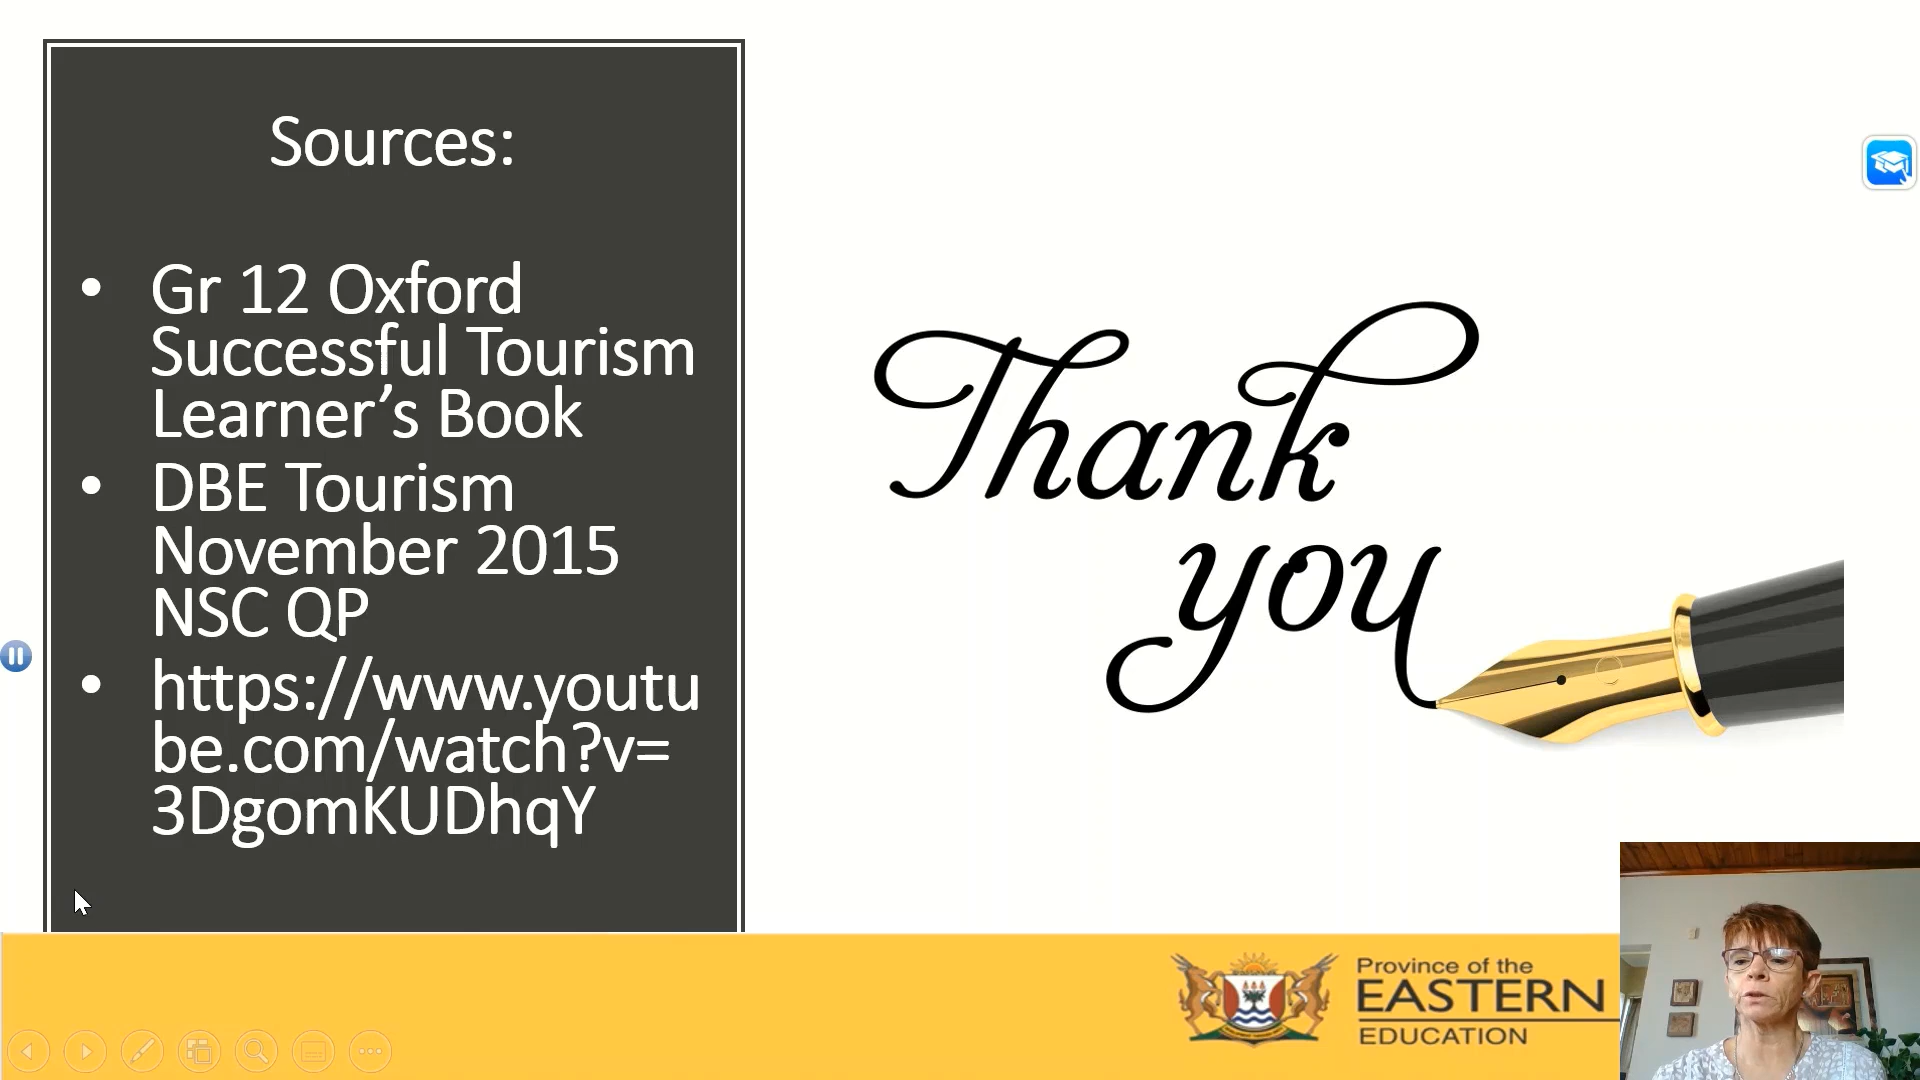 Sources:
• Gr 12 Oxford
Successful Tourism
Learner’s Book
• DBE Tourism
November 2015
NSC QP
• https://www.youtu
be.com/watch?v=
3DgomKUDhqY
Thank
you
Province of the
EASTERN
EDUCATION